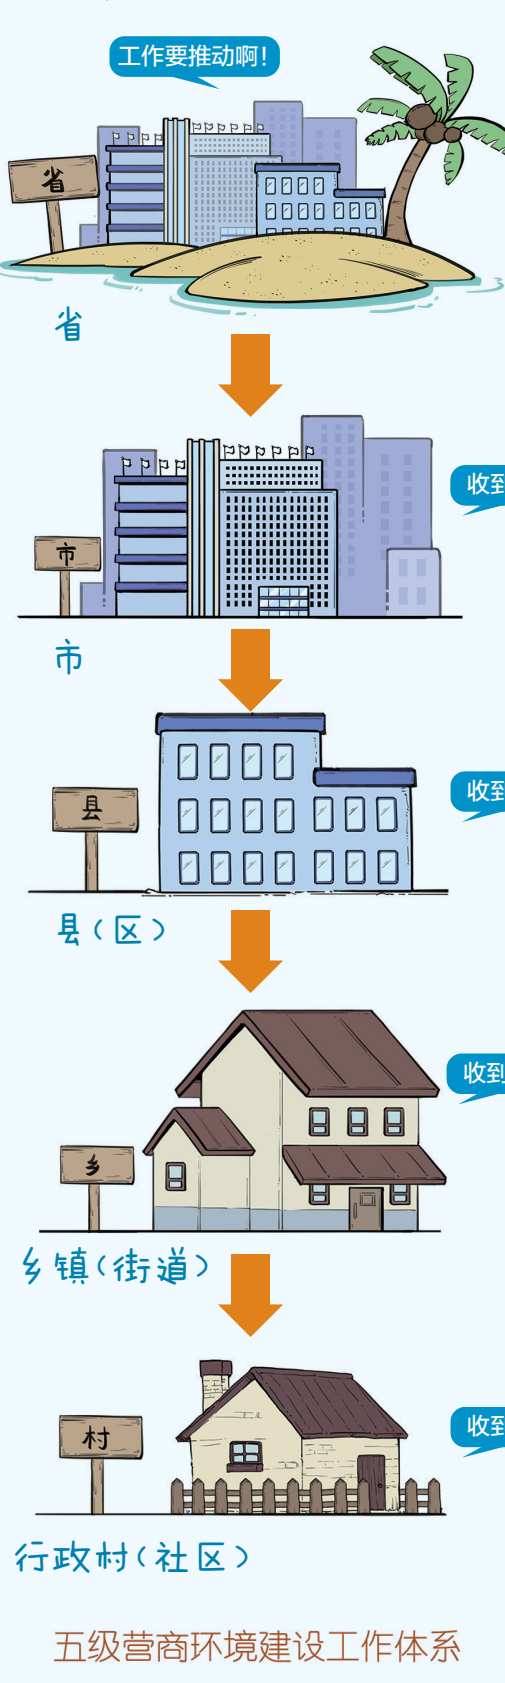 工作要推动啊！
省
省
收到
市
市
收到
县
县（区）
收到
乡
乡镇（街道）
收到
村
行政村（社区）
五级营商环境建设工作体系